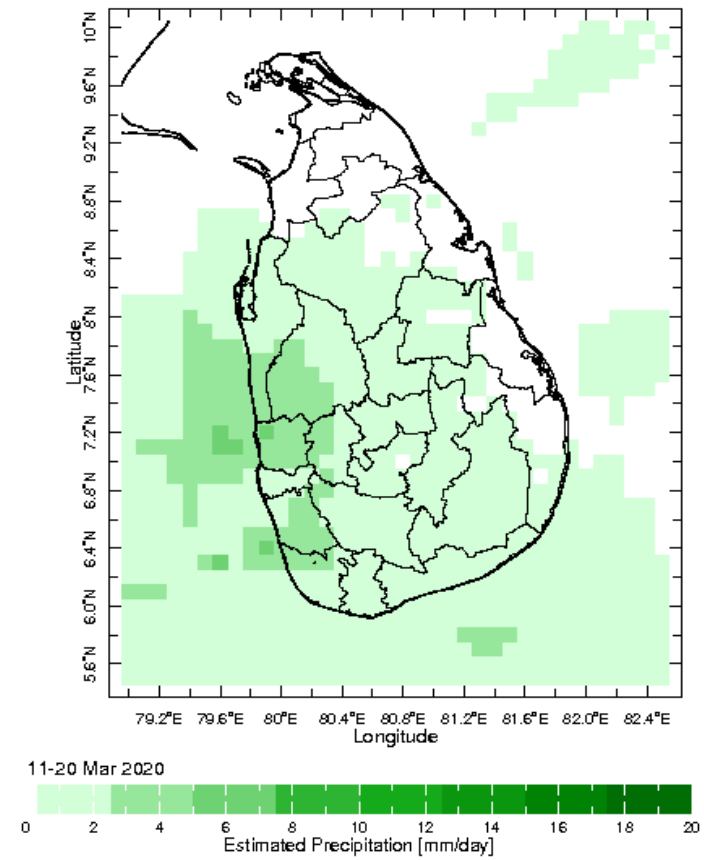 10°N
9.6°N
9.2°N
8.8°N
8.4°N
8°N
7.6°N
7.2°N
6.8°N
6.4°N
6.0°N
5.6°N
Latitude
79.2°E 79.6°E 80°E 80.4°E 80.8°E 81.2°E 81.6°E 82.0°E 82.4°E
Longitude
11-20 Mar 2020
0 2 4 6 8 10 12 14 16 18 20
Estimated Precipitation [mm/day]